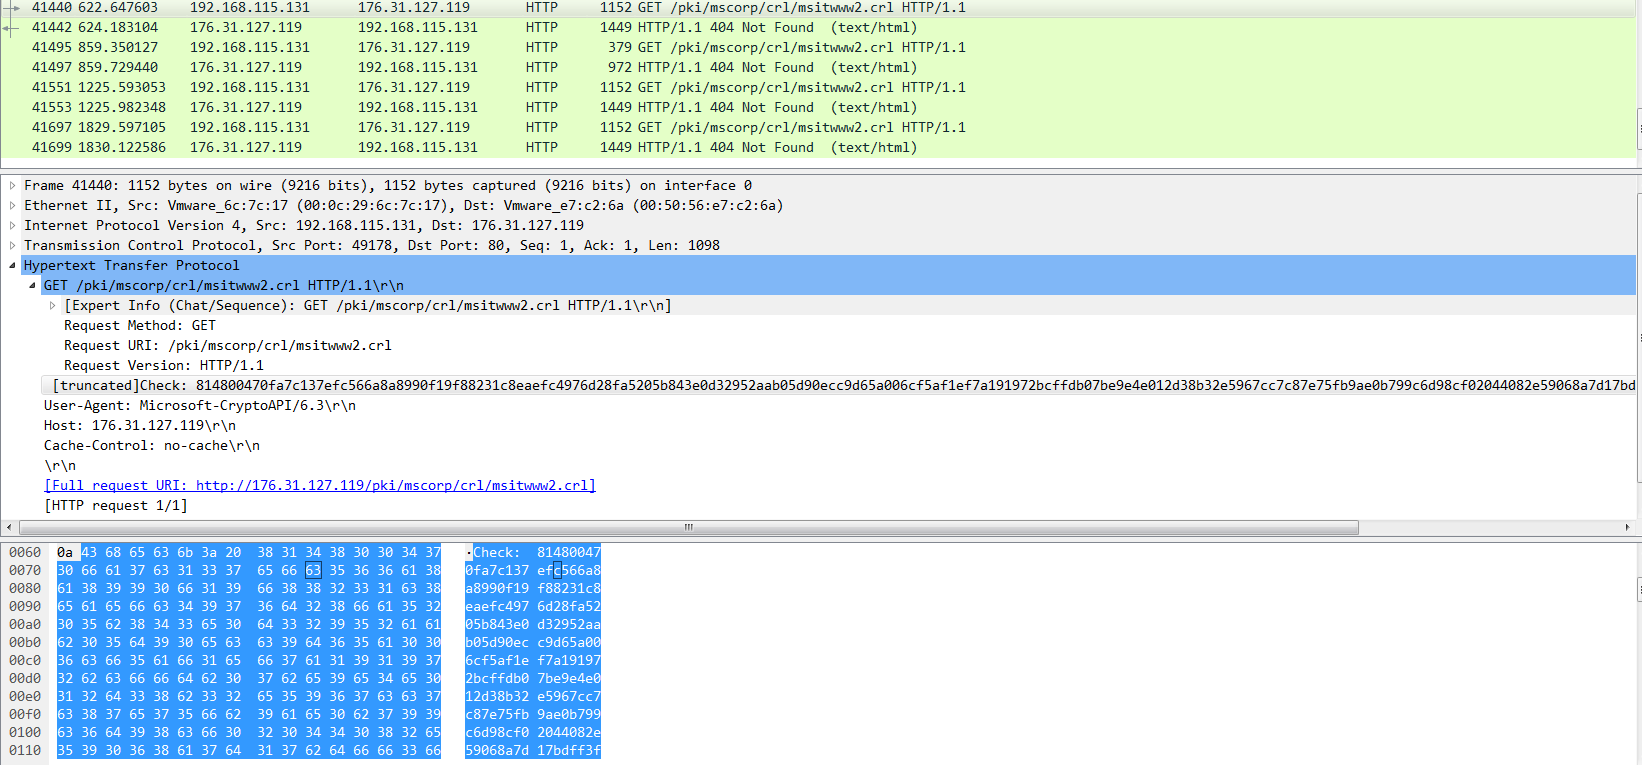 41440 622.647603 192.168.115.131 176.31.127.119 HTTP 1152 GET /pki/mscorp/crl/msitwww2.crl HTTP/1.1
41442 624.183104 176.31.127.119 192.168.115.131 HTTP 1449 HTTP/1.1 404 Not Found (text/html)
41495 859.350127 192.168.115.131 176.31.127.119 HTTP 379 GET /pki/mscorp/crl/msitwww2.crl HTTP/1.1
41497 859.729440 176.31.127.119 192.168.115.131 HTTP 972 HTTP/1.1 404 Not Found (text/html)
41551 1225.593053 192.168.115.131 176.31.127.119 HTTP 1152 GET /pki/mscorp/crl/msitwww2.crl HTTP/1.1
41553 1225.982348 176.31.127.119 192.168.115.131 HTTP 1449 HTTP/1.1 404 Not Found (text/html)
41697 1829.597105 192.168.115.131 176.31.127.119 HTTP 1152 GET /pki/mscorp/crl/msitwww2.crl HTTP/1.1
41699 1830.122586 176.31.127.119 192.168.115.131 HTTP 1449 HTTP/1.1 404 Not Found (text/html)
Frame 41440: 1152 bytes on wire (9216 bits), 1152 bytes captured (9216 bits) on interface 0
Ethernet II, Src: Vmware_6c:7c:17 (00:0c:29:6c:7c:17), Dst: Vmware_e7:c2:6a (00:50:56:e7:c2:6a)
Internet Protocol Version 4, Src: 192.168.115.131, Dst: 176.31.127.119
Transmission Control Protocol, Src Port: 49178, Dst Port: 80, Seq: 1, Ack: 1, Len: 1098
Hypertext Transfer Protocol
GET /pki/mscorp/crl/msitwww2.crl HTTP/1.1\r\n
[Expert Info (Chat/Sequence): GET /pki/mscorp/crl/msitwww2.crl HTTP/1.1\r\n]
Request Method: GET
Request URI: /pki/mscorp/crl/msitwww2.crl
Request Version: HTTP/1.1
[truncated]Check: 814800470fa7c137efc566a8a8990f19f88231c8eaefc4976d28fa5205b843e0d32952aab05d90ecc9d65a006cf5af1ef7a191972bcffdb07be9e4e012d38b32e5967cc7c87e75fb9ae0b799c6d98cf02044082e59068a7d17bd
User-Agent: Microsoft-CryptoAPI/6.3\r\n
Host: 176.31.127.119\r\n
Cache-Control: no-cache\r\n
\r\n
[Full request URI: http://176.31.127.119/pki/mscorp/crl/msitwww2.crl]
[HTTP request 1/1]
0060 0a 43 68 65 63 6b 3a 20 38 31 34 38 30 30 34 37 ·Check: 81480047
0070 30 66 61 37 63 31 33 37 65 66 63 35 36 36 61 38 0fa7c137 efc566a8
0080 61 38 39 39 30 66 31 39 66 38 38 32 33 31 63 38 a8990f19 f88231c8
0090 65 61 65 66 63 34 39 37 36 64 32 38 66 61 35 32 eaefc497 6d28fa52
00a0 30 35 62 38 34 33 65 30 64 33 32 39 35 32 61 61 05b843e0 d32952aa
00b0 62 30 35 64 39 30 65 63 63 39 64 36 35 61 30 30 b05d90ec c9d65a00
00c0 36 63 66 35 61 66 31 65 66 37 61 31 39 31 39 37 6cf5af1e f7a19197
00d0 32 62 63 66 66 64 62 30 37 62 65 39 65 34 65 30 2bcffdb0 7be9e4e0
00e0 31 32 64 33 38 62 33 32 65 35 39 36 37 63 63 37 12d38b32 e5967cc7
00f0 63 38 37 65 37 35 66 62 39 61 65 30 62 37 39 39 c87e75fb 9ae0b799
0100 63 36 64 39 38 63 66 30 32 30 34 34 30 38 32 65 c6d98cf0 2044082e
0110 35 39 30 36 38 61 37 64 31 37 62 64 66 66 33 66 59068a7d 17bdff3f